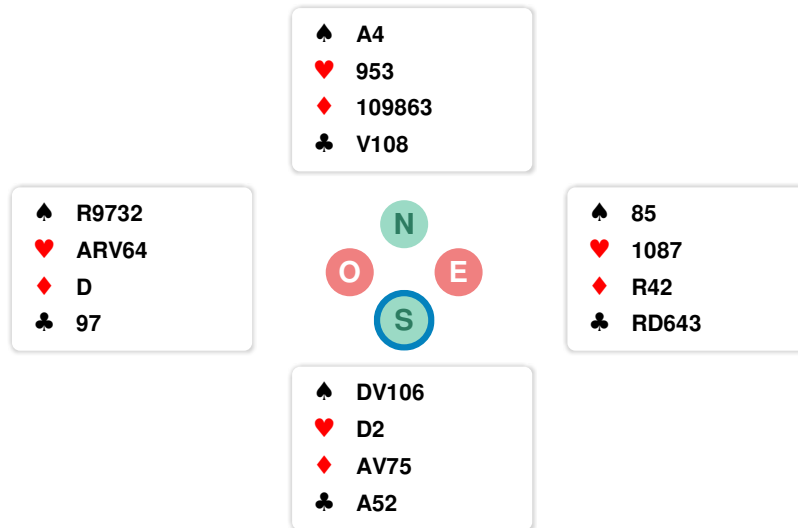 ♠ A4
♥ 953
♦ 109863
♣ V108
♠ R9732
♥ ARV64
♦ D
♣ 97
N
O
E
S
♠ 85
♥ 1087
♦ R42
♣ RD643
♠ DV106
♥ D2
♦ AV75
♣ A52